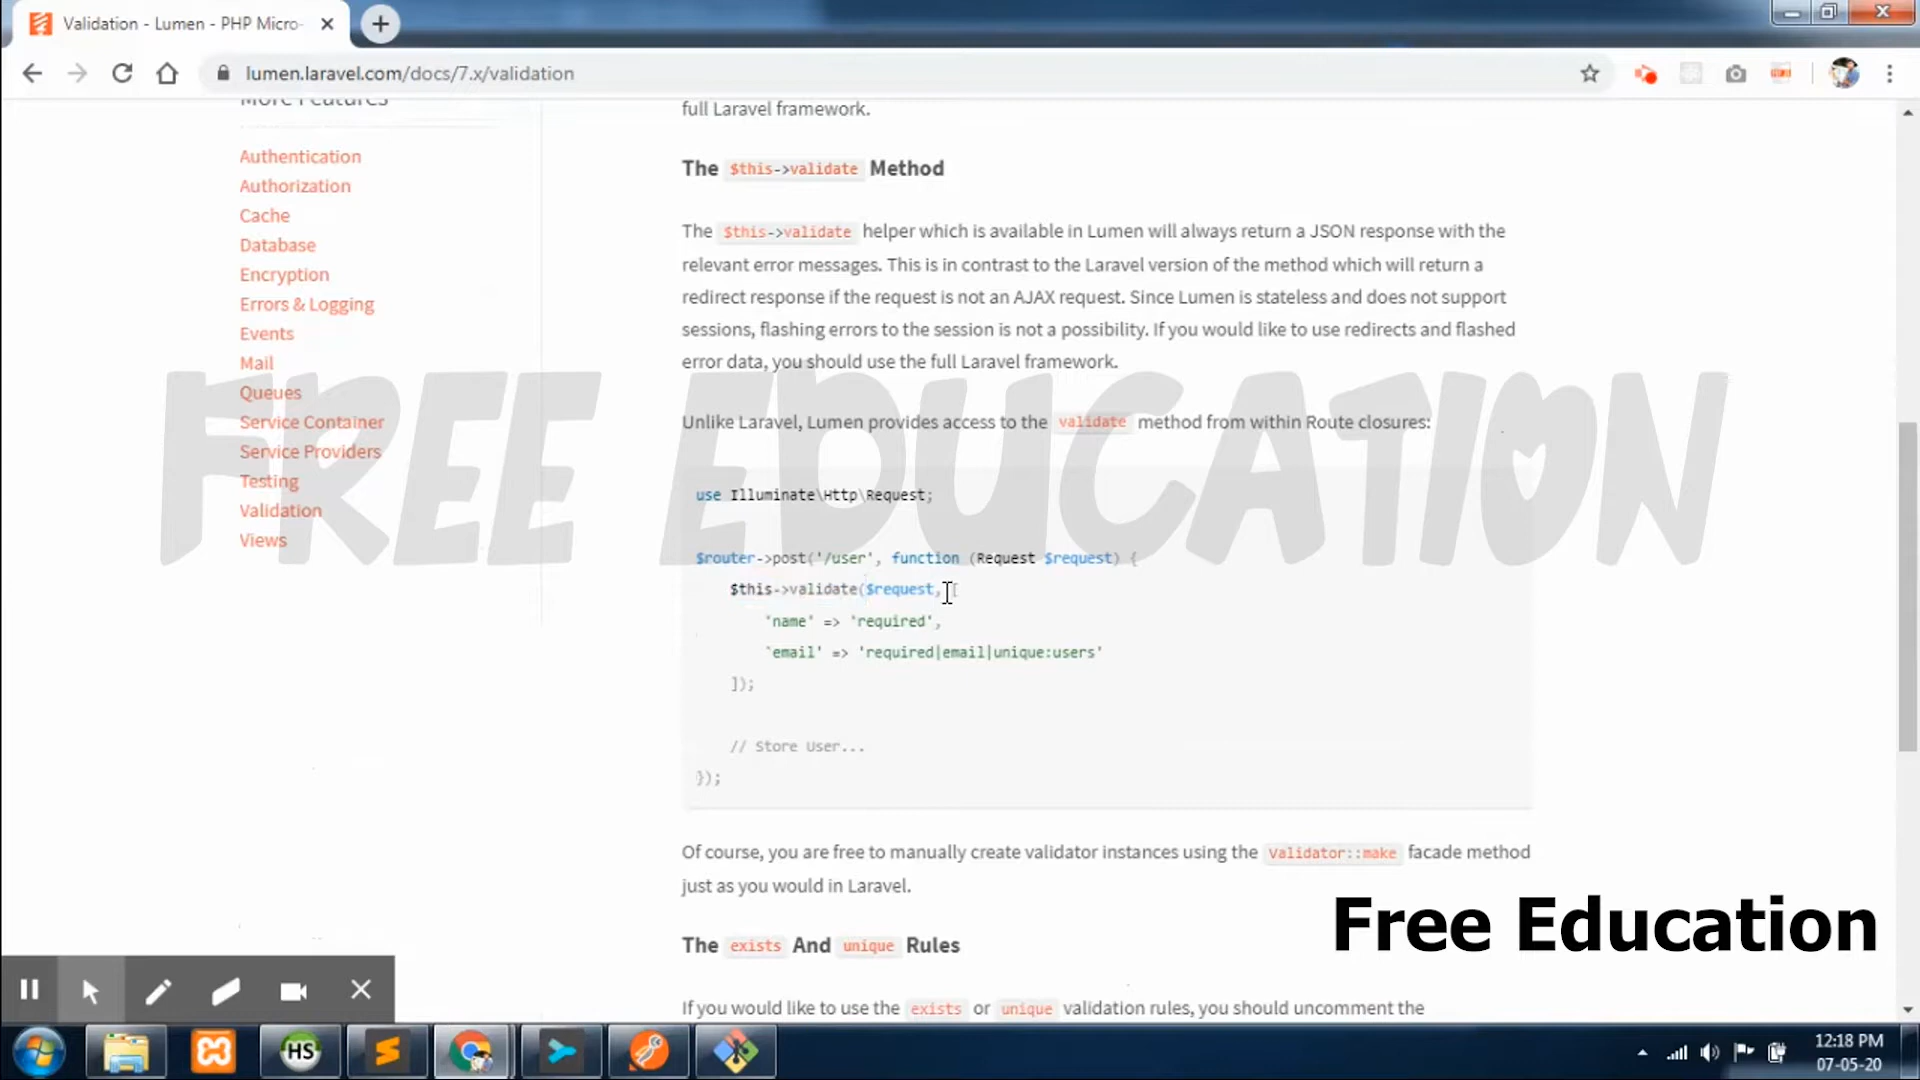 Validation - Lumen - PHP Micro-
lumen.laravel.com/docs/7.x/validation
More Features
Authentication
Authorization
Cache
Database
Encryption
Errors & Logging
Events
Mail
Queues
Service Container
Service Providers
Testing
Validation
Views
full Laravel framework.
The $this->validate Method
The $this->validate helper which is available in Lumen will always return a JSON response with the
relevant error messages. This is in contrast to the Laravel version of the method which will return a
redirect response if the request is not an AJAX request. Since Lumen is stateless and does not support
sessions, flashing errors to the session is not a possibility. If you would like to use redirects and flashed
error data, you should use the full Laravel framework.
Unlike Laravel, Lumen provides access to the validate method from within Route closures:
use Illuminate\Http\Request;
$router->post('/user', function (Request $request) {
$this->validate($request, [
'name' => 'required',
'email' => 'required|email|unique:users'
]);
// Store User...
});
Of course, you are free to manually create validator instances using the Validator::make facade method
just as you would in Laravel.
The exists And unique Rules
If you would like to use the exists or unique validation rules, you should uncomment the
FREE EDUCATION
Free Education
HS
12:18 PM
07-05-20